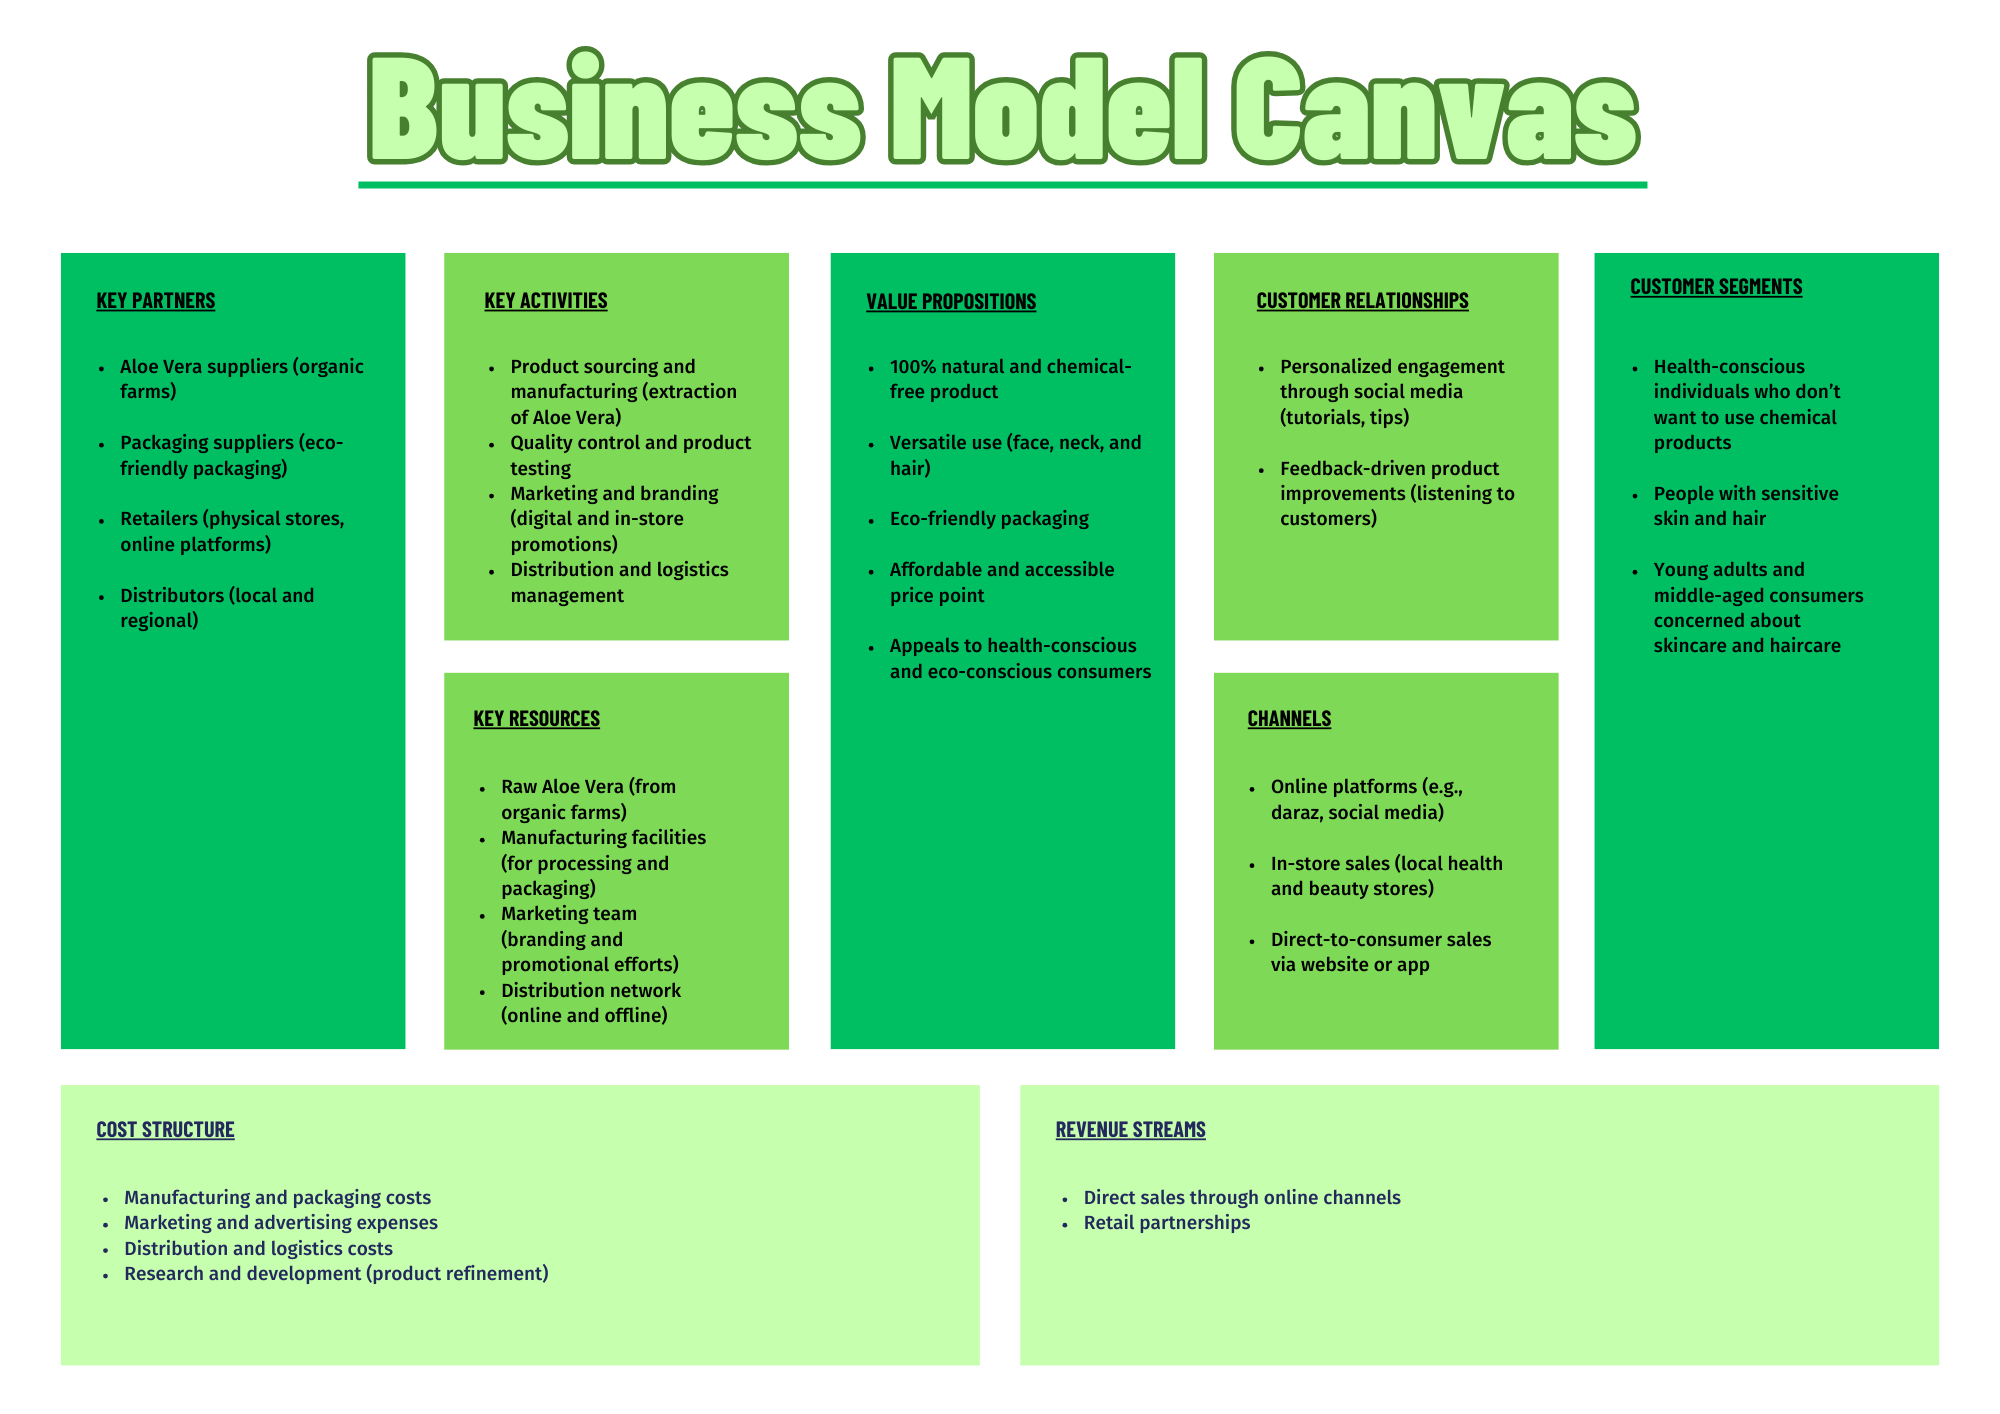 Business Model Canvas
KEY PARTNERS
• Aloe Vera suppliers (organic
farms)
• Packaging suppliers (eco-
friendly packaging)
• Retailers (physical stores,
online platforms)
• Distributors (local and
regional)
KEY ACTIVITIES
• Product sourcing and
manufacturing (extraction
of Aloe Vera)
• Quality control and product
testing
• Marketing and branding
(digital and in-store
promotions)
• Distribution and logistics
management
KEY RESOURCES
• Raw Aloe Vera (from
organic farms)
• Manufacturing facilities
(for processing and
packaging)
• Marketing team
(branding and
promotional efforts)
• Distribution network
(online and offline)
VALUE PROPOSITIONS
• 100% natural and chemical-
free product
• Versatile use (face, neck, and
hair)
• Eco-friendly packaging
• Affordable and accessible
price point
• Appeals to health-conscious
and eco-conscious consumers
CUSTOMER RELATIONSHIPS
• Personalized engagement
through social media
(tutorials, tips)
• Feedback-driven product
improvements (listening to
customers)
CHANNELS
• Online platforms (e.g.,
daraz, social media)
• In-store sales (local health
and beauty stores)
• Direct-to-consumer sales
via website or app
CUSTOMER SEGMENTS
• Health-conscious
individuals who don’t
want to use chemical
products
• People with sensitive
skin and hair
• Young adults and
middle-aged consumers
concerned about
skincare and haircare
COST STRUCTURE
• Manufacturing and packaging costs
• Marketing and advertising expenses
• Distribution and logistics costs
• Research and development (product refinement)
REVENUE STREAMS
• Direct sales through online channels
• Retail partnerships